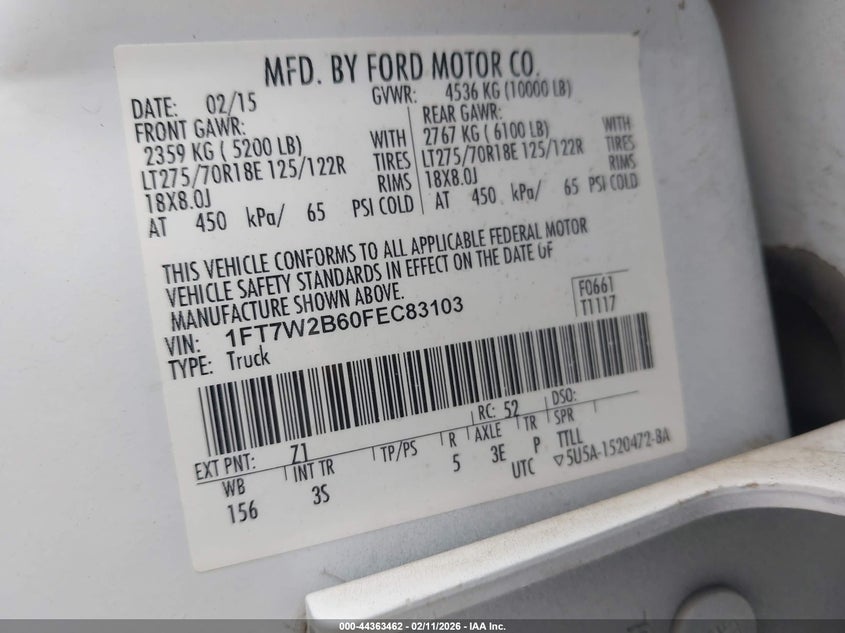 MFD. BY FORD MOTOR CO.
DATE: 02/15 GVWR: 4536 KG (10000 LB)
FRONT GAWR: REAR GAWR:
2359 KG ( 5200 LB) WITH 2767 KG ( 6100 LB) WITH
LT275/70R18E 125/122R TIRES LT275/70R18E 125/122R TIRES
18X8.0J RIMS 18X8.0J RIMS
AT 450 kPa/ 65 PSI COLD AT 450 kPa/ 65 PSI COLD
THIS VEHICLE CONFORMS TO ALL APPLICABLE FEDERAL MOTOR
VEHICLE SAFETY STANDARDS IN EFFECT ON THE DATE OF
MANUFACTURE SHOWN ABOVE.
VIN: 1FT7W2B60FEC83103
TYPE: Truck
F0661
T1117
EXT PNT: Z1 RC: 52 DSO:
WB INT TR TP/PS R AXLE TR SPR
156 3S 5 3E P TTLL
UTC ▽5U5A-1520472-BA
000-44363462 - 02/11/2026 - IAA Inc.